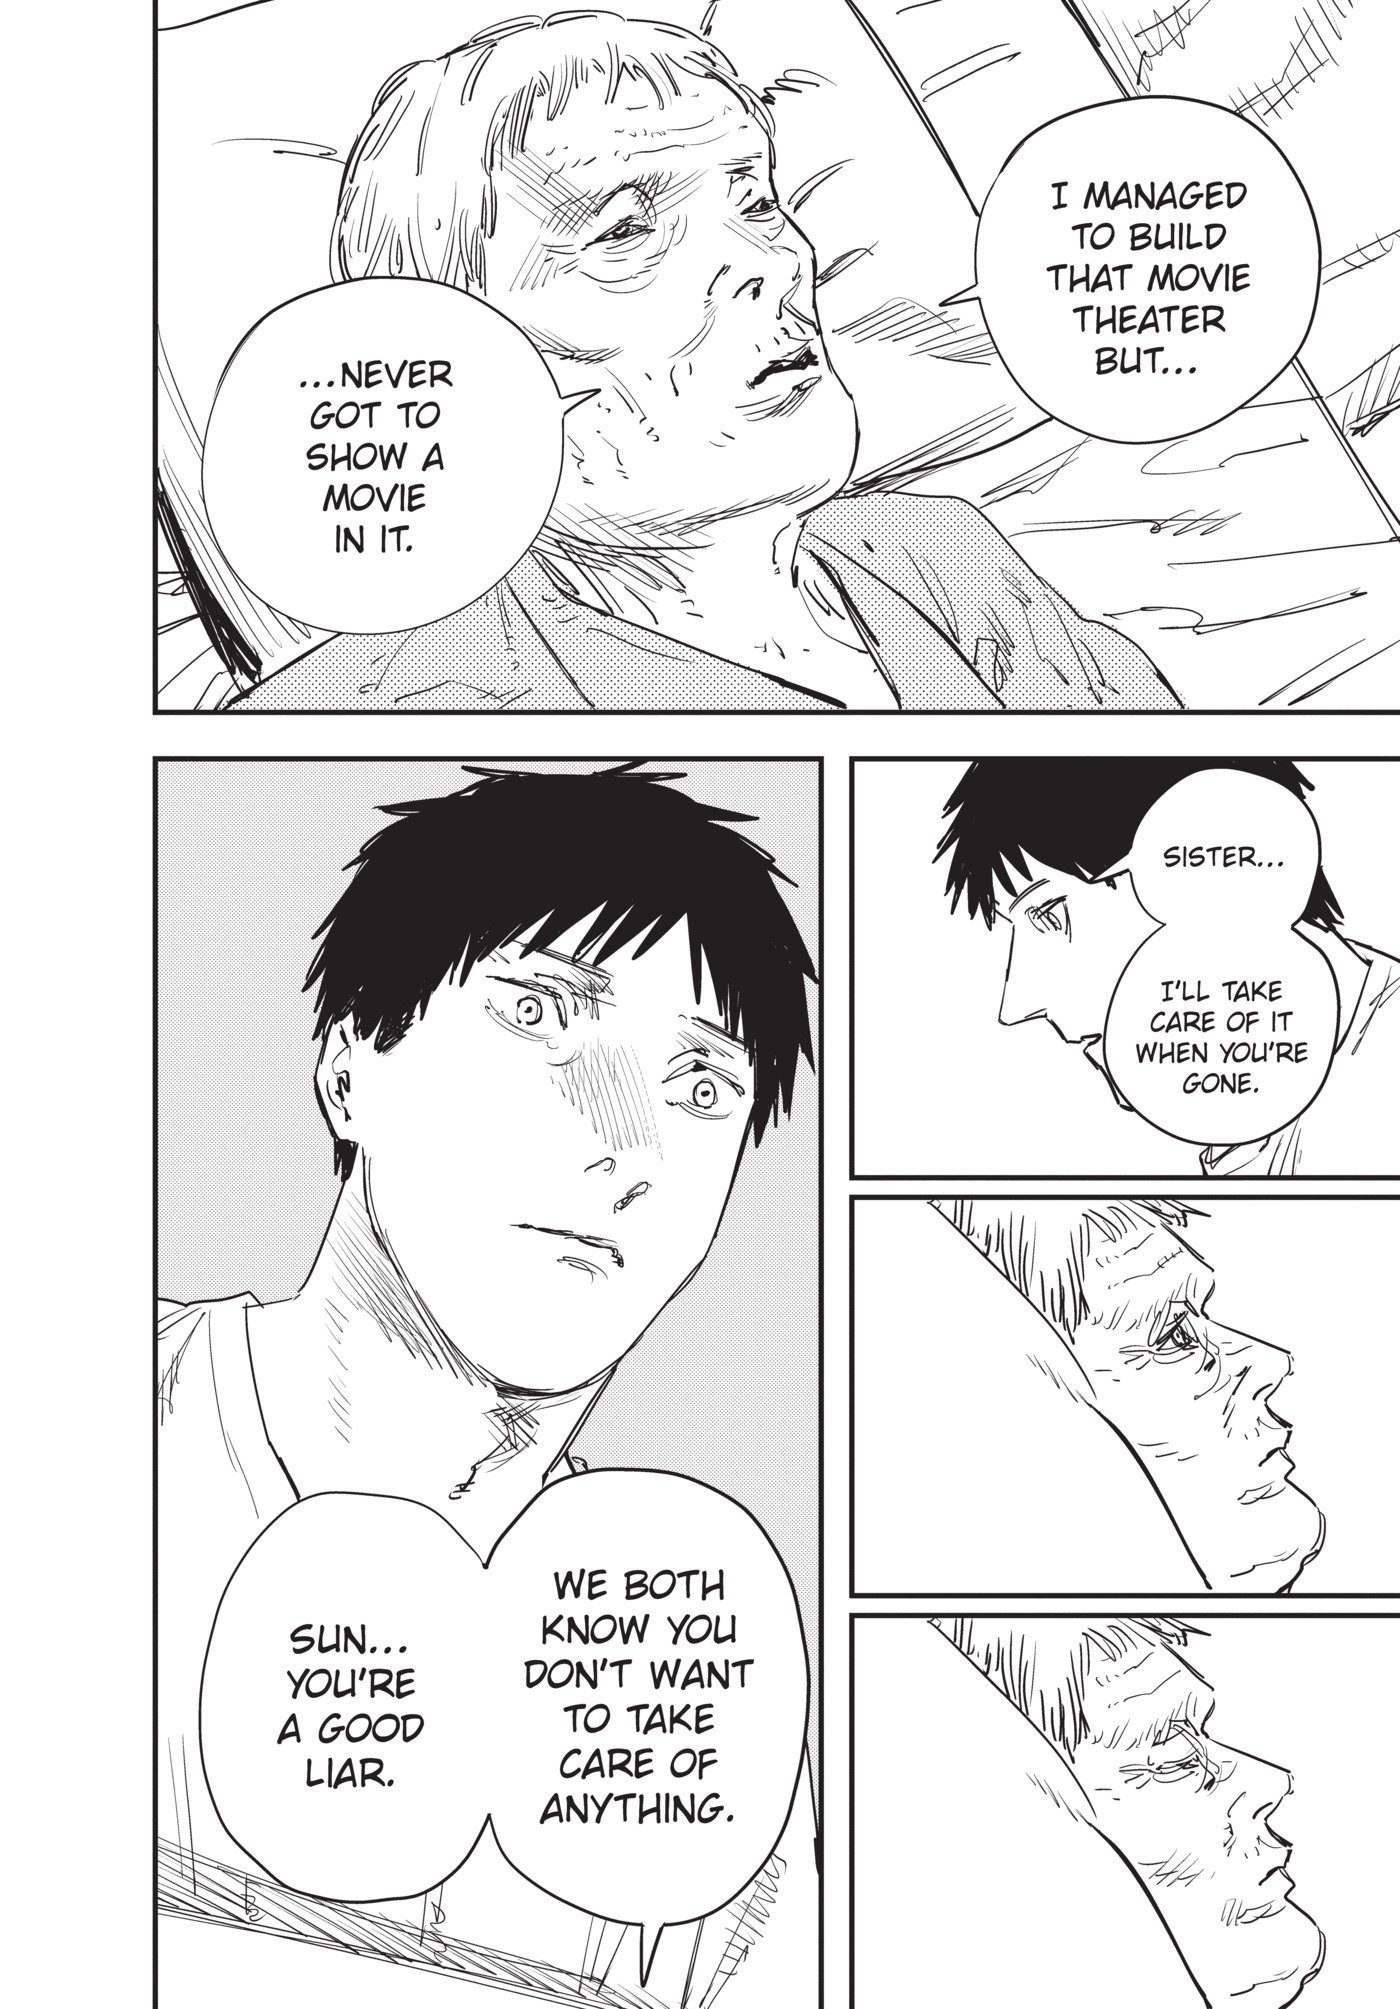 I MANAGED
TO BUILD
THAT MOVIE
THEATER
BUT...
...NEVER
GOT TO
SHOW A
MOVIE
IN IT.
SISTER...
I'LL TAKE
CARE OF IT
WHEN YOU'RE
GONE.
WE BOTH
KNOW YOU
DON'T WANT
TO TAKE
CARE OF
ANYTHING.
SUN...
YOU'RE
A GOOD
LIAR.